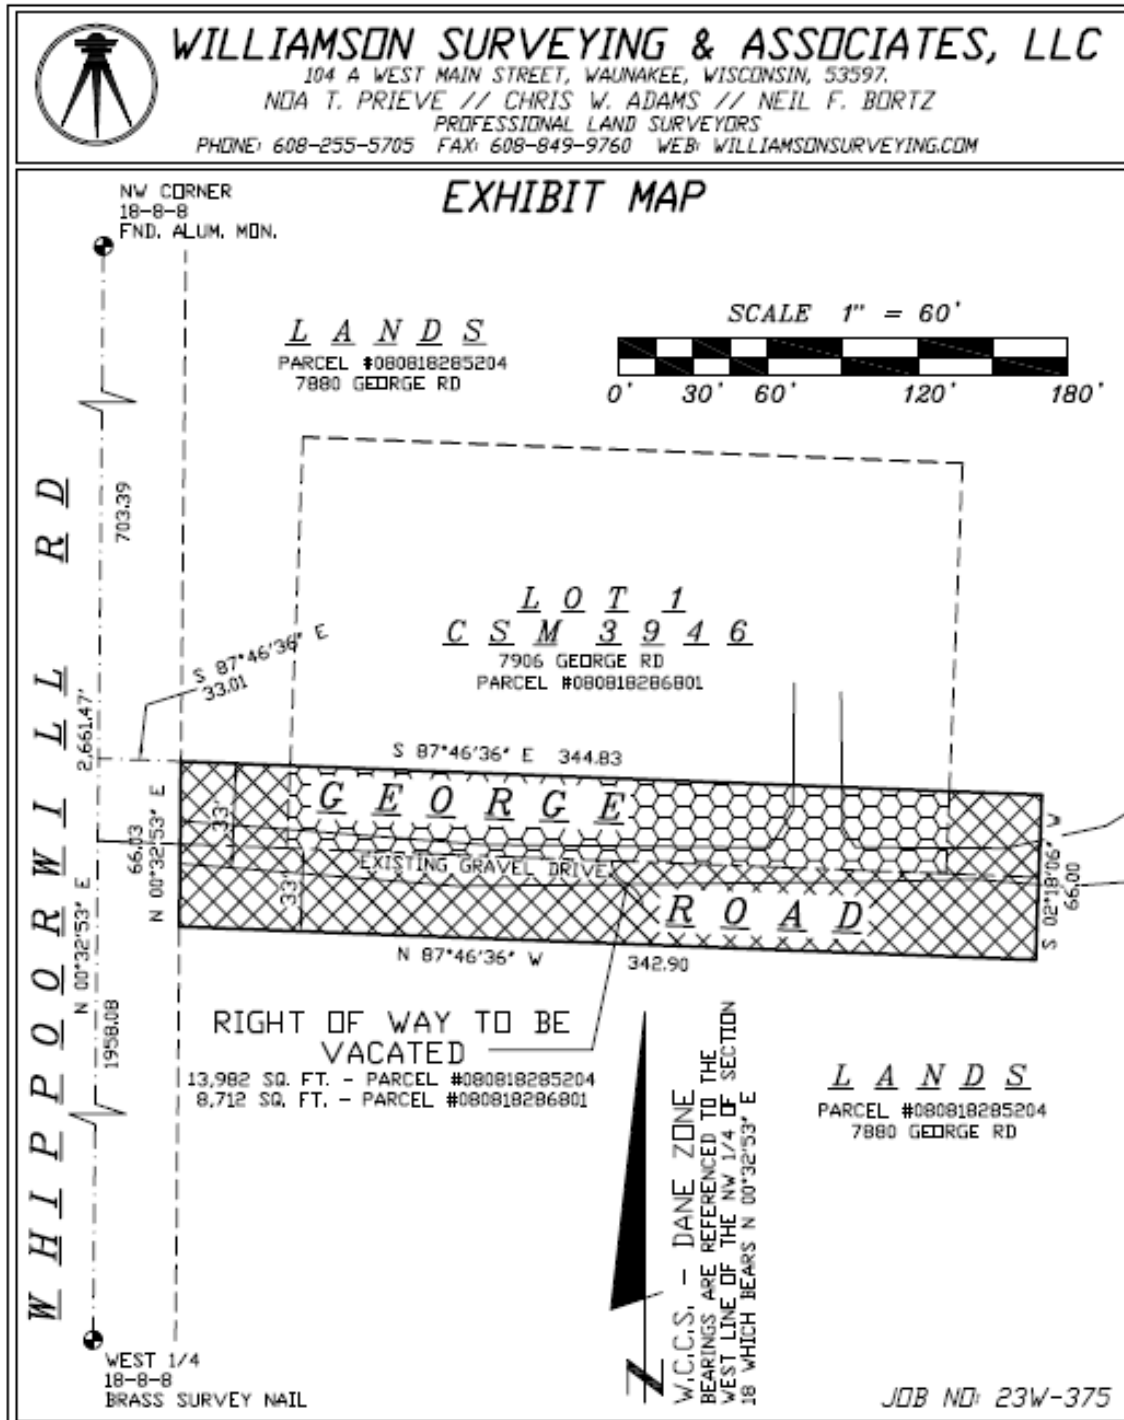 WILLIAMSON SURVEYING & ASSOCIATES, LLC
104 A WEST MAIN STREET, WAUNAKEE, WISCONSIN, 53597.
NOA T. PRIEVE // CHRIS W. ADAMS // NEIL F. BORTZ
PROFESSIONAL LAND SURVEYORS
PHONE: 608-255-5705 FAX: 608-849-9760 WEB: WILLIAMSONSURVEYING.COM
EXHIBIT MAP
NW CORNER
18-8-8
FND. ALUM. MON.
LANDS
PARCEL #080818285204
7880 GEORGE RD
SCALE 1" = 60'
0' 30' 60' 120' 180'
WHIPPOORWILL RD
703.39
2,661.47"
N 00°32'53" E
1958.08
S 87°46'36" E
33.01
LOT 1
CSM 3946
7906 GEORGE RD
PARCEL #080818286801
S 87°46'36" E 344.83
66.03
N 00°32'53" E
33'
33'
GEORGE
EXISTING GRAVEL DRIVE
ROAD
S 02°18'06" W
66.00
N 87°46'36" W 342.90
RIGHT OF WAY TO BE
VACATED
13,982 SQ. FT. - PARCEL #080818285204
8,712 SQ. FT. - PARCEL #080818286801
LANDS
PARCEL #080818285204
7880 GEORGE RD
N
W.C.C.S. - DANE ZONE
BEARINGS ARE REFERENCED TO THE
WEST LINE OF THE NW 1/4 OF SECTION
18 WHICH BEARS N 00°32'53" E
WEST 1/4
18-8-8
BRASS SURVEY NAIL
JOB NO: 23W-375